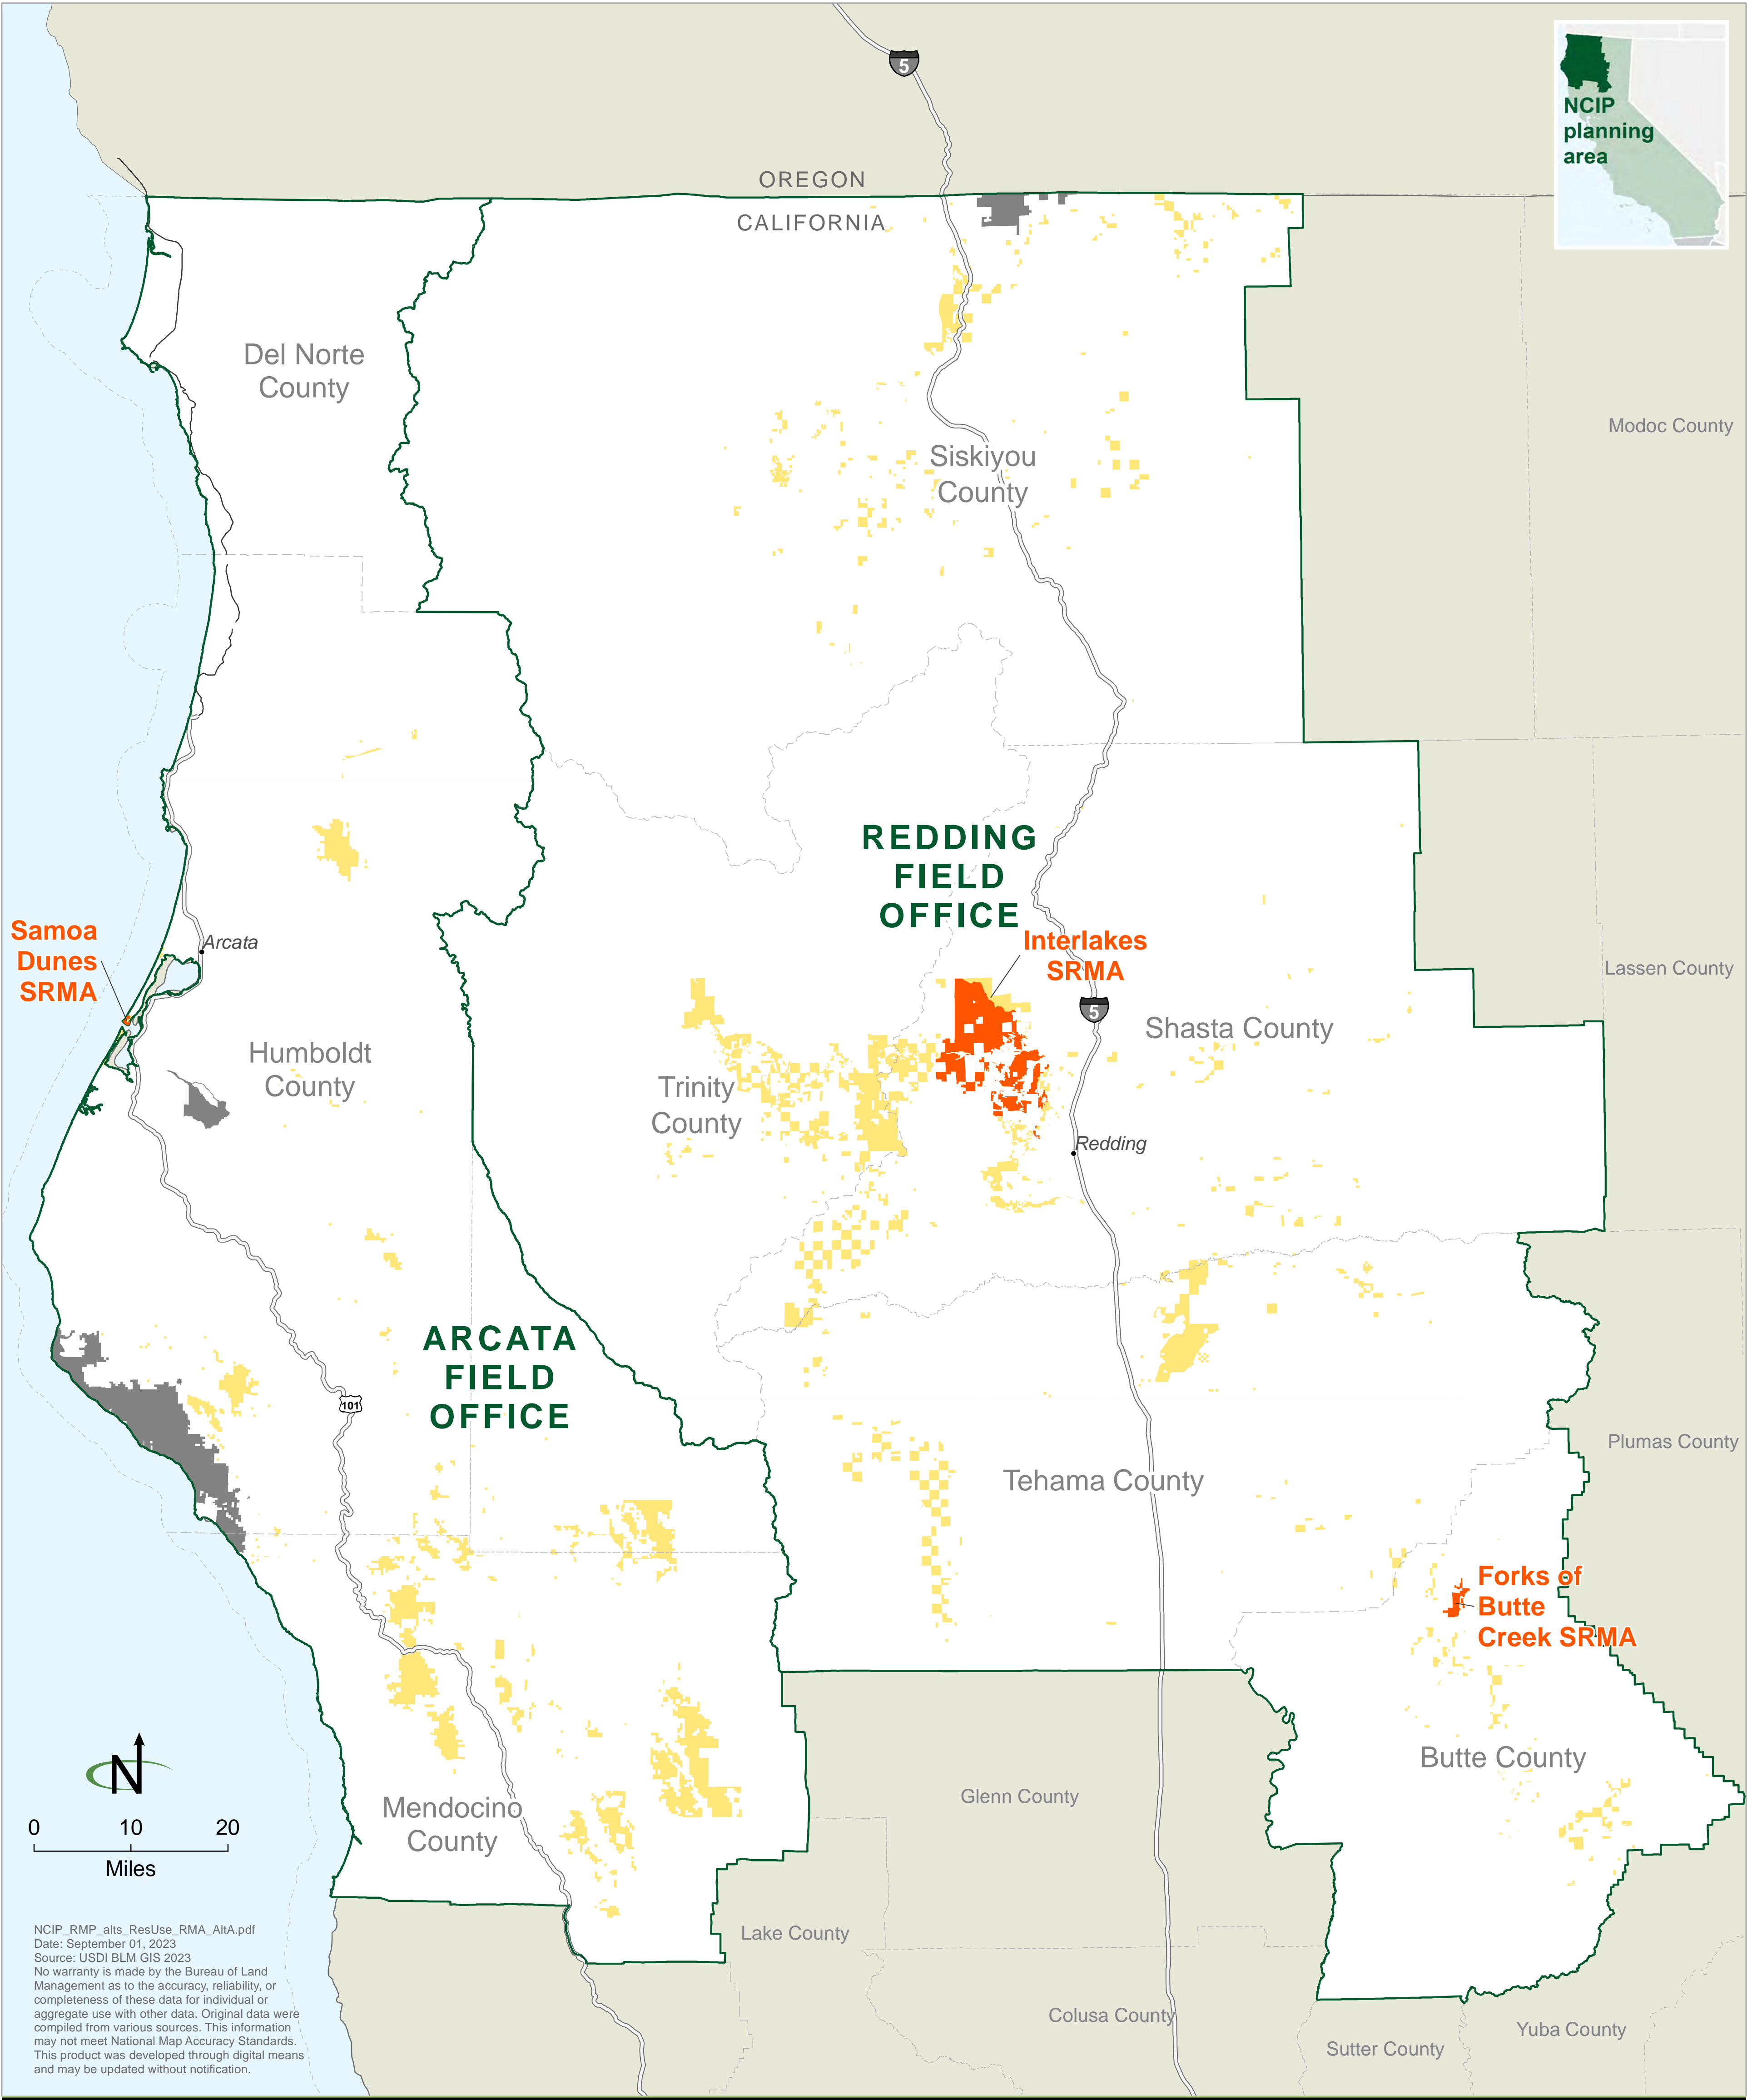 5
NCIP
planning
area
OREGON
CALIFORNIA
Del Norte
County
Modoc County
Siskiyou
County
REDDING
FIELD
OFFICE
Samoa
Dunes
SRMA
Arcata
Interlakes
SRMA
Lassen County
5
Shasta County
Humboldt
County
Trinity
County
Redding
ARCATA
FIELD
OFFICE
101
Plumas County
Tehama County
Forks of
Butte
Creek SRMA
Butte County
N
Glenn County
Mendocino
County
0 10 20
Miles
Lake County
NCIP_RMP_alts_ResUse_RMA_AltA.pdf
Date: September 01, 2023
Source: USDI BLM GIS 2023
No warranty is made by the Bureau of Land
Management as to the accuracy, reliability, or
completeness of these data for individual or
aggregate use with other data. Original data were
compiled from various sources. This information
may not meet National Map Accuracy Standards.
This product was developed through digital means
and may be updated without notification.
Colusa County
Sutter County
Yuba County